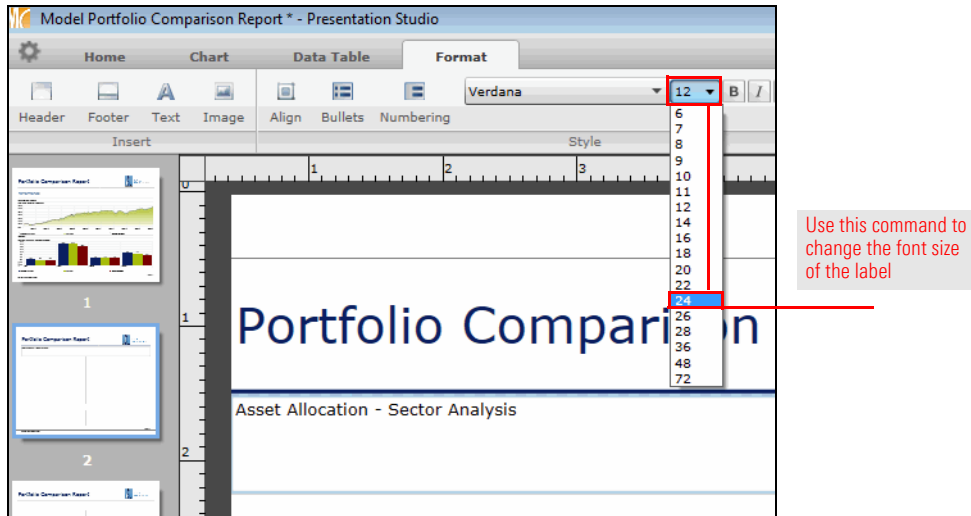 Model Portfolio Comparison Report * - Presentation Studio
Home Chart Data Table Format
Verdana 12 B I
Header Footer Text Image Align Bullets Numbering
Insert Style
6
7
8
9
10
11
12
14
16
18
20
22
24
26
28
36
48
72
1 2 3
0
1
2
Portfolio Comparison Report
1
Portfolio Comparison Report
2
Portfolio Comparison Report
Portfolio Comparison
Asset Allocation - Sector Analysis
Use this command to
change the font size
of the label